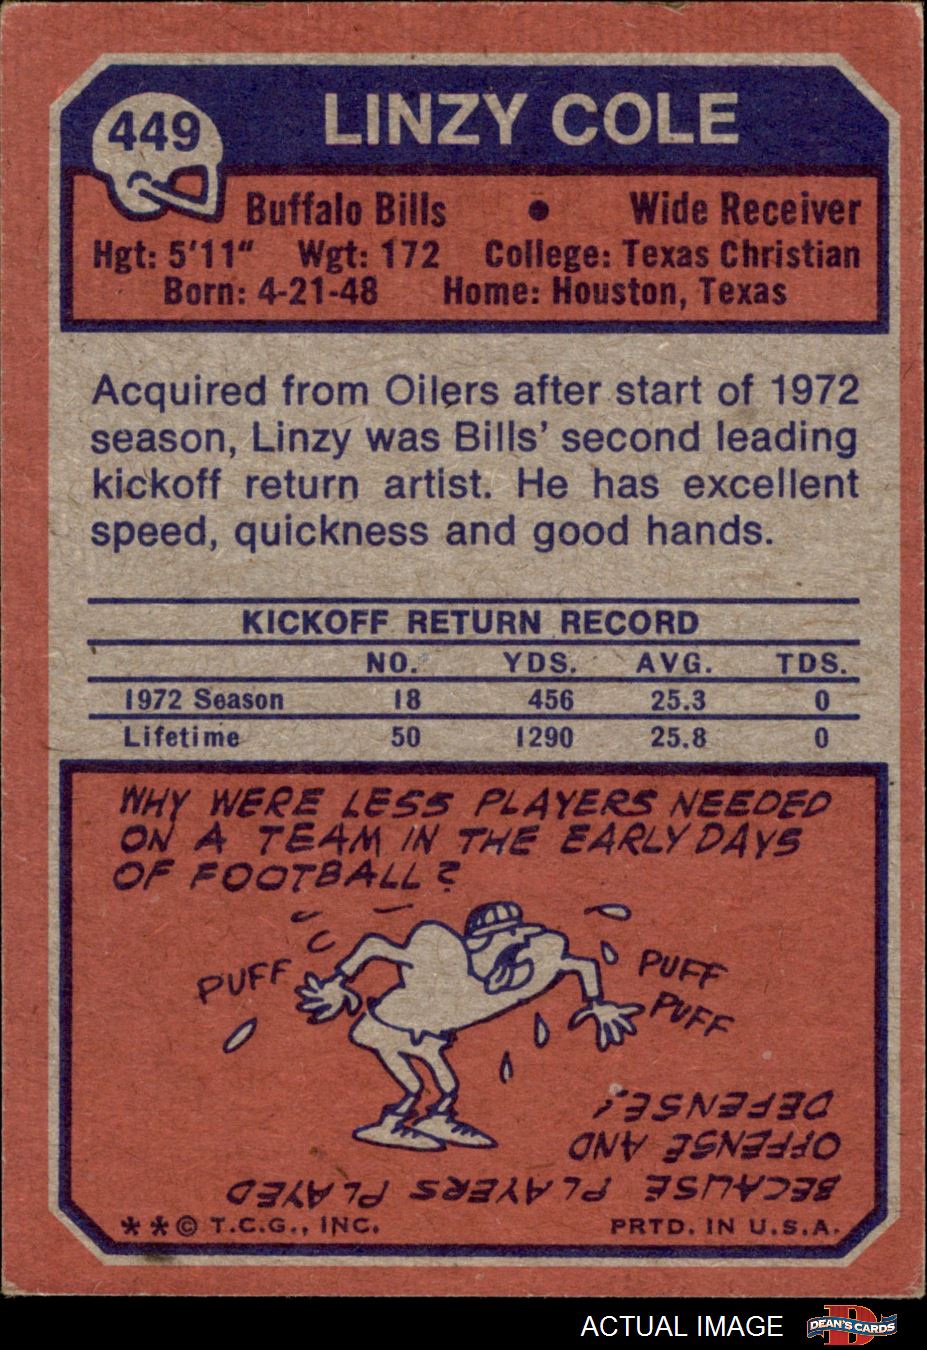 449
LINZY COLE
Buffalo Bills • Wide Receiver
Hgt: 5'11" Wgt: 172 College: Texas Christian
Born: 4-21-48 Home: Houston, Texas
Acquired from Oilers after start of 1972
season, Linzy was Bills' second leading
kickoff return artist. He has excellent
speed, quickness and good hands.
KICKOFF RETURN RECORD
NO. YDS. AVG. TDS.
1972 Season 18 456 25.3 0
Lifetime 50 1290 25.8 0
WHY WERE LESS PLAYERS NEEDED
ON A TEAM IN THE EARLY DAYS
OF FOOTBALL?
PUFF
PUFF
PUFF
BECAUSE PLAYERS PLAYED
OFFENSE AND
DEFENSE!
**© T.C.G., INC. PRTD. IN U.S.A.
ACTUAL IMAGE
D
DEAN'S CARDS